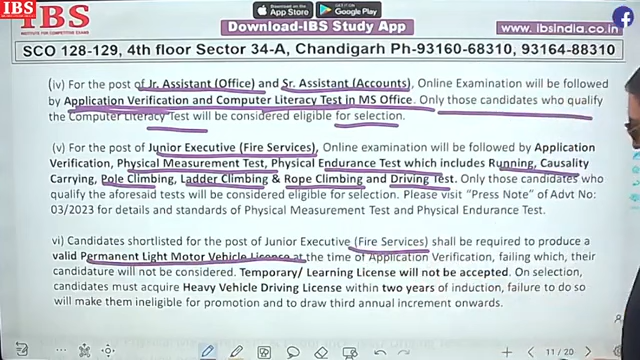 IBS
IBS
INSTITUTE FOR COMPETITIVE EXAMS
Download on the App Store
GET IT ON Google Play
Download-IBS Study App
www.ibsindia.co.in
SCO 128-129, 4th floor Sector 34-A, Chandigarh Ph-93160-68310, 93164-88310
(iv) For the post of Jr. Assistant (Office) and Sr. Assistant (Accounts), Online Examination will be followed
by Application Verification and Computer Literacy Test in MS Office. Only those candidates who qualify
the Computer Literacy Test will be considered eligible for selection.
(v) For the post of Junior Executive (Fire Services), Online examination will be followed by Application
Verification, Physical Measurement Test, Physical Endurance Test which includes Running, Causality
Carrying, Pole Climbing, Ladder Climbing & Rope Climbing and Driving Test. Only those candidates who
qualify the aforesaid tests will be considered eligible for selection. Please visit "Press Note" of Advt No:
03/2023 for details and standards of Physical Measurement Test and Physical Endurance Test.
vi) Candidates shortlisted for the post of Junior Executive (Fire Services) shall be required to produce a
valid Permanent Light Motor Vehicle Licence at the time of Application Verification, failing which, their
candidature will not be considered. Temporary/ Learning License will not be accepted. On selection,
candidates must acquire Heavy Vehicle Driving License within two years of induction, failure to do so
will make them ineligible for promotion and to draw third annual increment onwards.
11 / 20